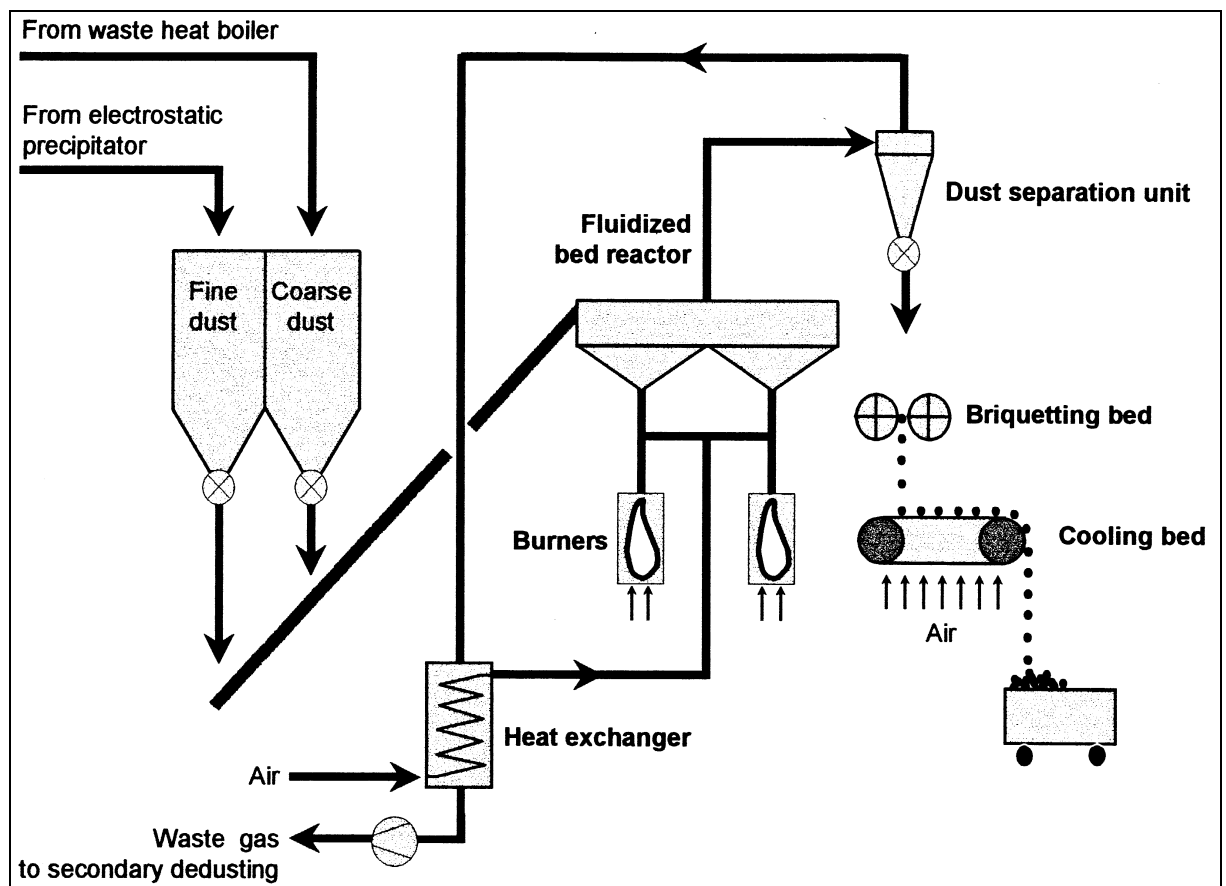 From waste heat boiler
From electrostatic
precipitator
Fine
dust
Coarse
dust
Fluidized
bed reactor
Dust separation unit
Briquetting bed
Burners
Cooling bed
Air
Heat exchanger
Air
Waste gas
to secondary dedusting